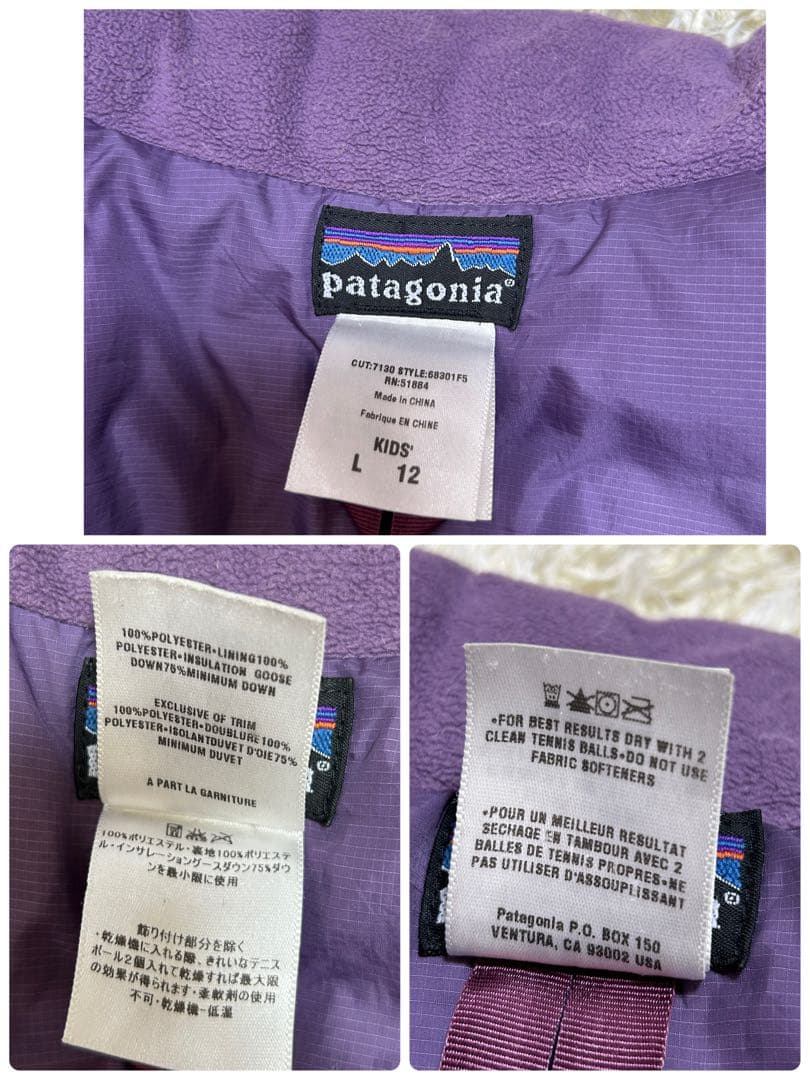 patagonia®
CUT:7130 STYLE:68301F5
RN:51884
Made in CHINA
Fabriqué EN CHINE
KIDS'
L 12
100%POLYESTER•LINING100%
POLYESTER•INSULATION GOOSE
DOWN75%MINIMUM DOWN
EXCLUSIVE OF TRIM
100%POLYESTER•DOUBLURE100%
POLYESTER•ISOLANTDUVET D'OIE75%
MINIMUM DUVET
A PART LA GARNITURE
100%ポリエステル・裏地100%ポリエステ
ル・インサレーショングースダウン75%ダウ
ンを最小限に使用
飾り付け部分を除く
・乾燥機に入れる際、きれいなテニス
ボール2個入れて乾燥すれば最大限
の効果が得られます・柔軟剤の使用
不可・乾燥機-低温
•FOR BEST RESULTS DRY WITH 2
CLEAN TENNIS BALLS•DO NOT USE
FABRIC SOFTENERS
•POUR UN MEILLEUR RESULTAT
SECHAGE EN TAMBOUR AVEC 2
BALLES DE TENNIS PROPRES•NE
PAS UTILISER D'ASSOUPLISSANT
Patagonia P.O. BOX 150
VENTURA, CA 93002 USA